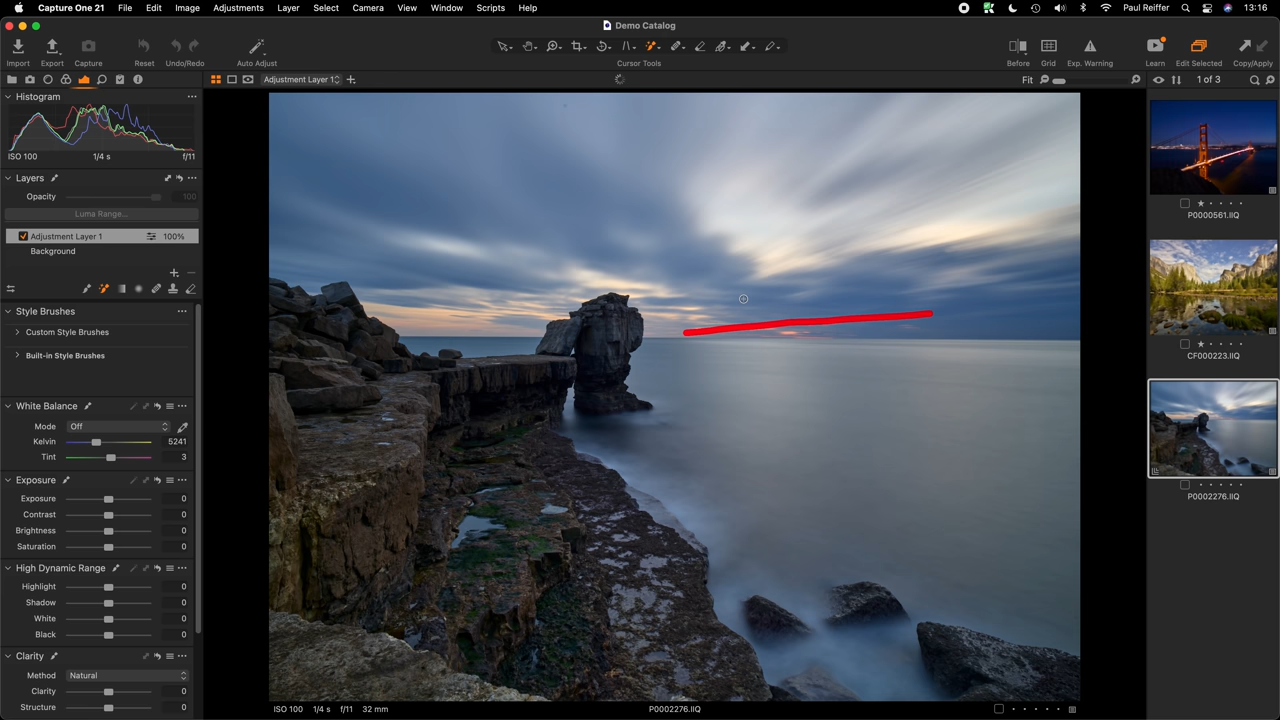 Capture One 21 File Edit Image Adjustments Layer Select Camera View Window Scripts Help Paul Reiffer 13:16
Demo Catalog
Import Export Capture Reset Undo/Redo Auto Adjust Cursor Tools Before Grid Exp. Warning Learn Edit Selected Copy/Apply
Adjustment Layer 1 Fit 1 of 3
Histogram
ISO 100 1/4 s f/11
Layers
Opacity 100
Luma Range...
Adjustment Layer 1 100%
Background
Style Brushes
Custom Style Brushes
Built-in Style Brushes
White Balance
Mode Off
Kelvin 5241
Tint 3
Exposure
Exposure 0
Contrast 0
Brightness 0
Saturation 0
High Dynamic Range
Highlight 0
Shadow 0
White 0
Black 0
Clarity
Method Natural
Clarity 0
Structure 0
ISO 100 1/4 s f/11 32 mm P0002276.IIQ
P0000561.IIQ
CF000223.IIQ
P0002276.IIQ